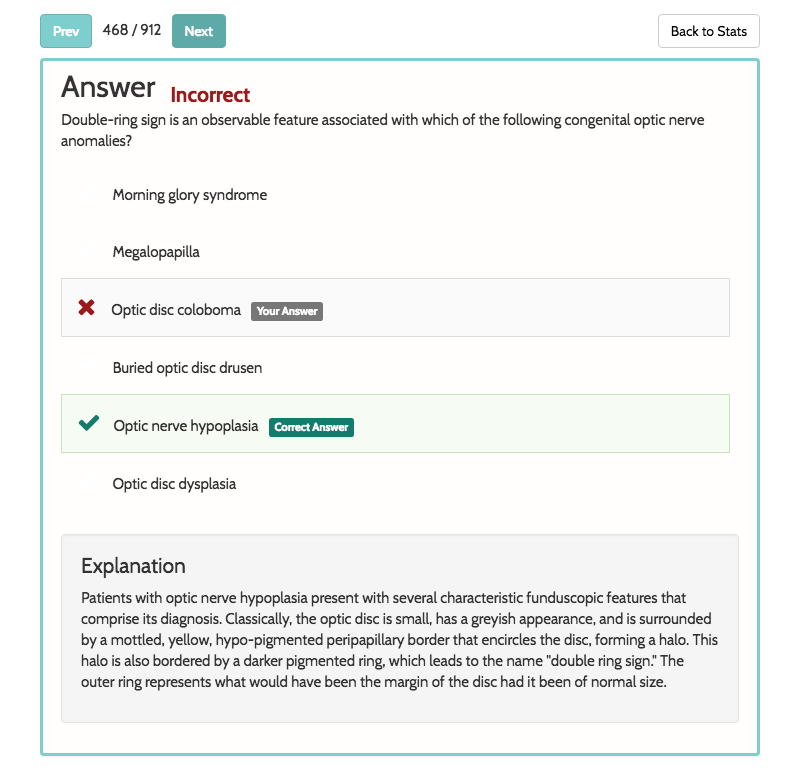 Prev 468 / 912 Next Back to Stats
Answer Incorrect
Double-ring sign is an observable feature associated with which of the following congenital optic nerve
anomalies?
Morning glory syndrome
Megalopapilla
Optic disc coloboma Your Answer
Buried optic disc drusen
Optic nerve hypoplasia Correct Answer
Optic disc dysplasia
Explanation
Patients with optic nerve hypoplasia present with several characteristic funduscopic features that
comprise its diagnosis. Classically, the optic disc is small, has a greyish appearance, and is surrounded
by a mottled, yellow, hypo-pigmented peripapillary border that encircles the disc, forming a halo. This
halo is also bordered by a darker pigmented ring, which leads to the name "double ring sign." The
outer ring represents what would have been the margin of the disc had it been of normal size.